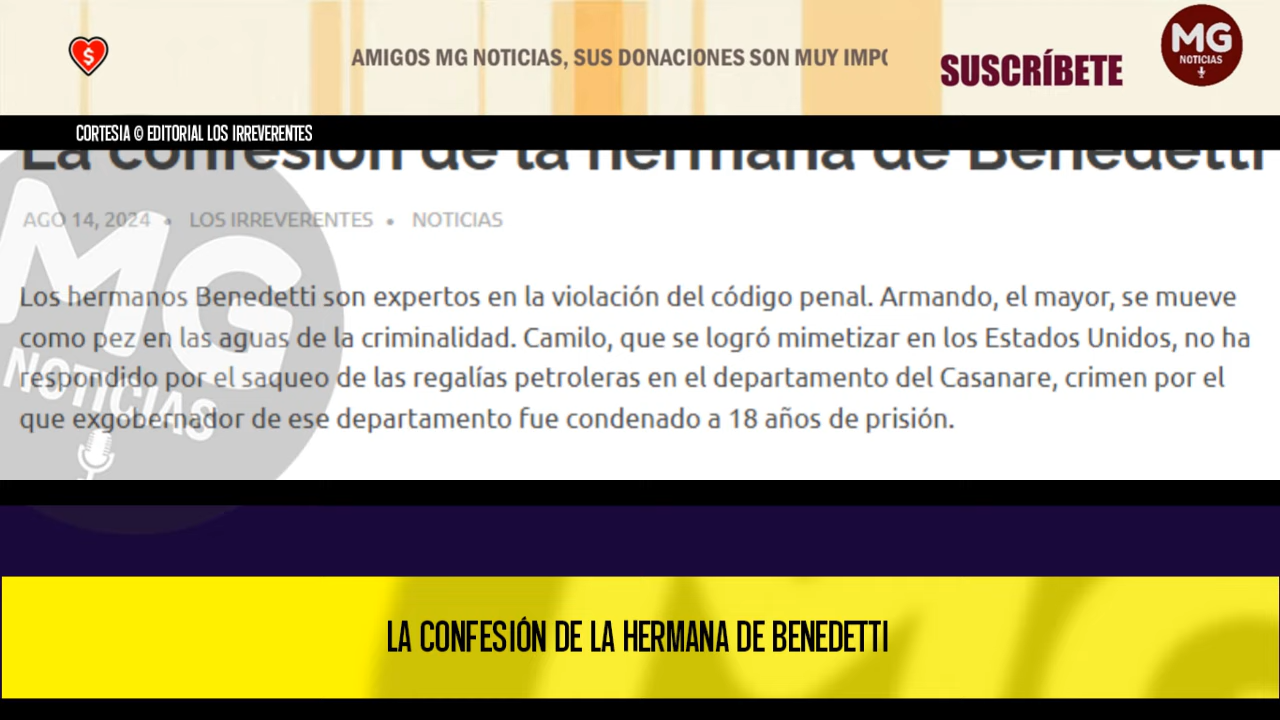 AMIGOS MG NOTICIAS, SUS DONACIONES SON MUY
SUSCRÍBETE
MG
NOTICIAS
CORTESIA © EDITORIAL LOS IRREVERENTES
La confesión de la hermana de Benedetti
AGO 14, 2024 • LOS IRREVERENTES • NOTICIAS
Los hermanos Benedetti son expertos en la violación del código penal. Armando, el mayor, se mueve
como pez en las aguas de la criminalidad. Camilo, que se logró mimetizar en los Estados Unidos, no ha
respondido por el saqueo de las regalías petroleras en el departamento del Casanare, crimen por el
que exgobernador de ese departamento fue condenado a 18 años de prisión.
MG
NOTICIAS
LA CONFESIÓN DE LA HERMANA DE BENEDETTI